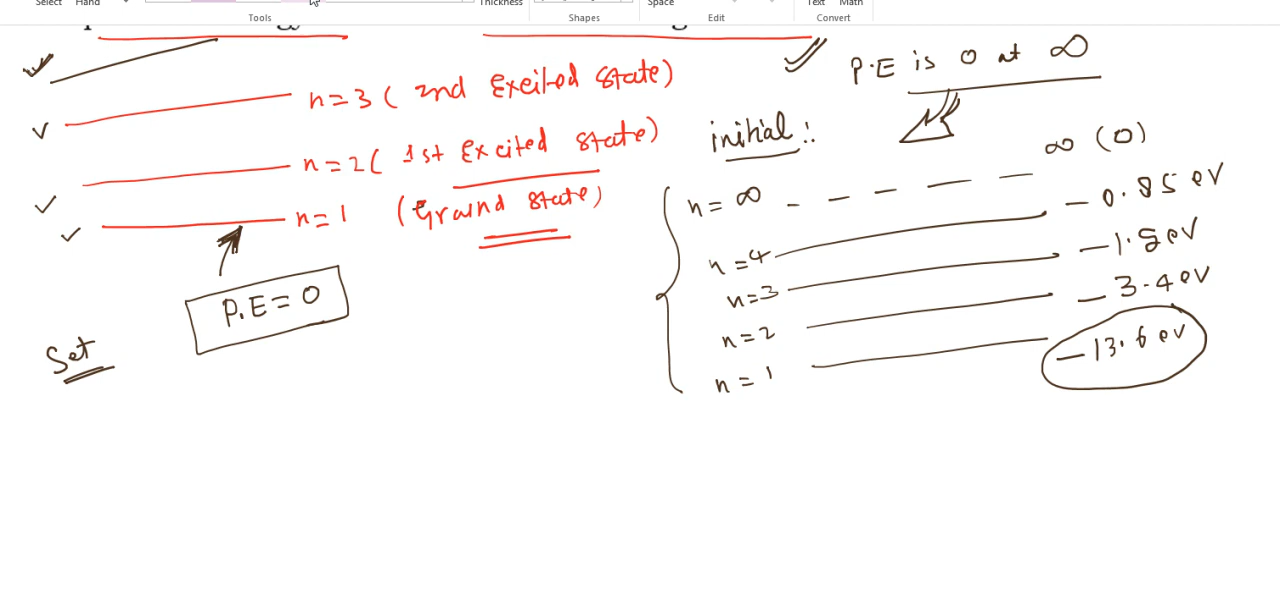 Select Hand Thickness Space Text Math
Tools Shapes Edit Convert
P.E is 0 at ∞
n=3 ( 2nd Excited state)
n=2( 1st Excited state)
n=1 (Ground state)
P.E=0
Set
initial :
∞ (0)
n=∞
n=4 -0.85 eV
n=3 -1.5 eV
n=2 -3.4 eV
n=1 -13.6 eV